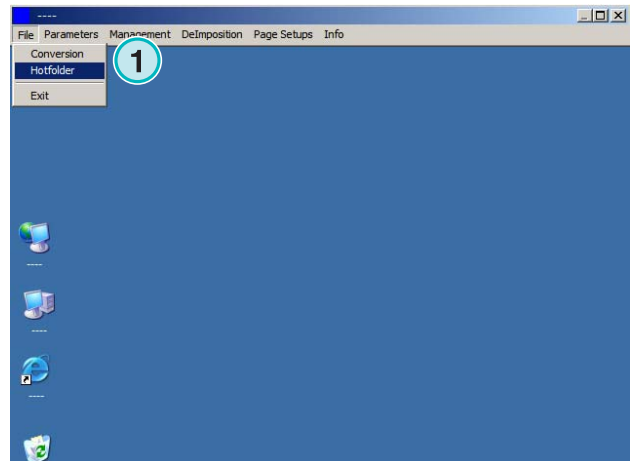 ----
File Parameters Management DeImposition Page Setups Info
Conversion
1
Hotfolder
Exit
----
----
----